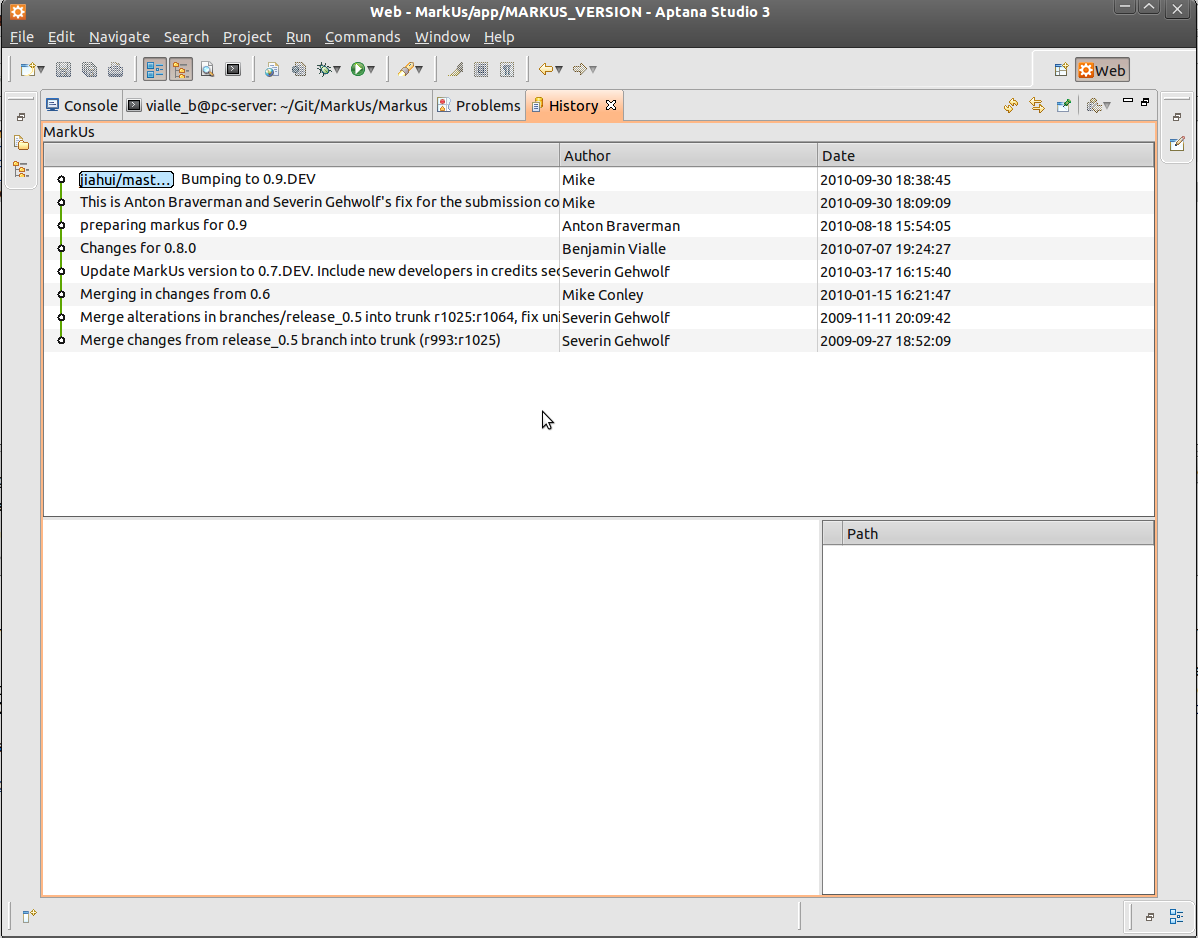 Web - MarkUs/app/MARKUS_VERSION - Aptana Studio 3
File Edit Navigate Search Project Run Commands Window Help
Web
Console vialle_b@pc-server: ~/Git/MarkUs/Markus Problems History
MarkUs
Author Date
jiahui/mast... Bumping to 0.9.DEV Mike 2010-09-30 18:38:45
This is Anton Braverman and Severin Gehwolf's fix for the submission co Mike 2010-09-30 18:09:09
preparing markus for 0.9 Anton Braverman 2010-08-18 15:54:05
Changes for 0.8.0 Benjamin Vialle 2010-07-07 19:24:27
Update MarkUs version to 0.7.DEV. Include new developers in credits sec Severin Gehwolf 2010-03-17 16:15:40
Merging in changes from 0.6 Mike Conley 2010-01-15 16:21:47
Merge alterations in branches/release_0.5 into trunk r1025:r1064, fix uni Severin Gehwolf 2009-11-11 20:09:42
Merge changes from release_0.5 branch into trunk (r993:r1025) Severin Gehwolf 2009-09-27 18:52:09
Path